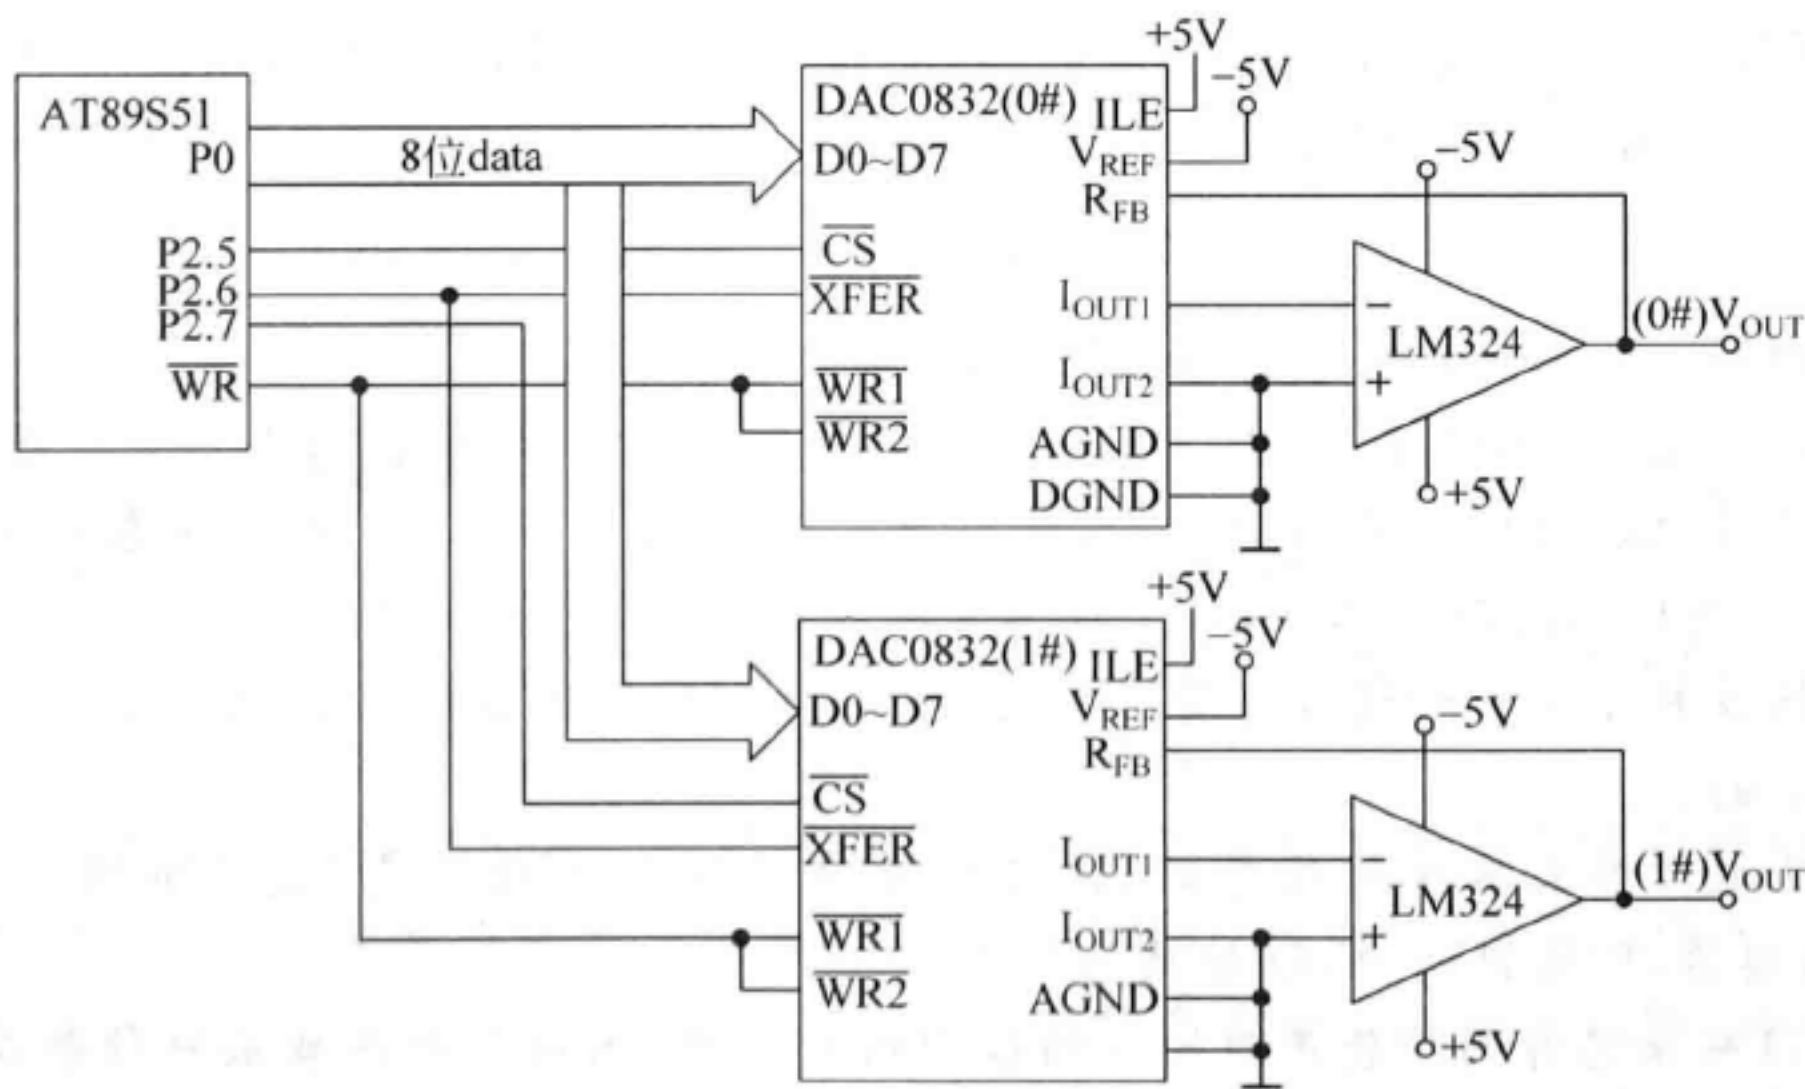 AT89S51
P0
8位data
P2.5
P2.6
P2.7
WR
DAC0832(0#)
D0~D7
CS
XFER
WR1
WR2
ILE
VREF
RFB
IOUT1
IOUT2
AGND
DGND
+5V
−5V
−5V
−
LM324
+
+5V
(0#)VOUT
DAC0832(1#)
D0~D7
CS
XFER
WR1
WR2
ILE
VREF
RFB
IOUT1
IOUT2
AGND
+5V
−5V
−5V
−
LM324
+
+5V
(1#)VOUT